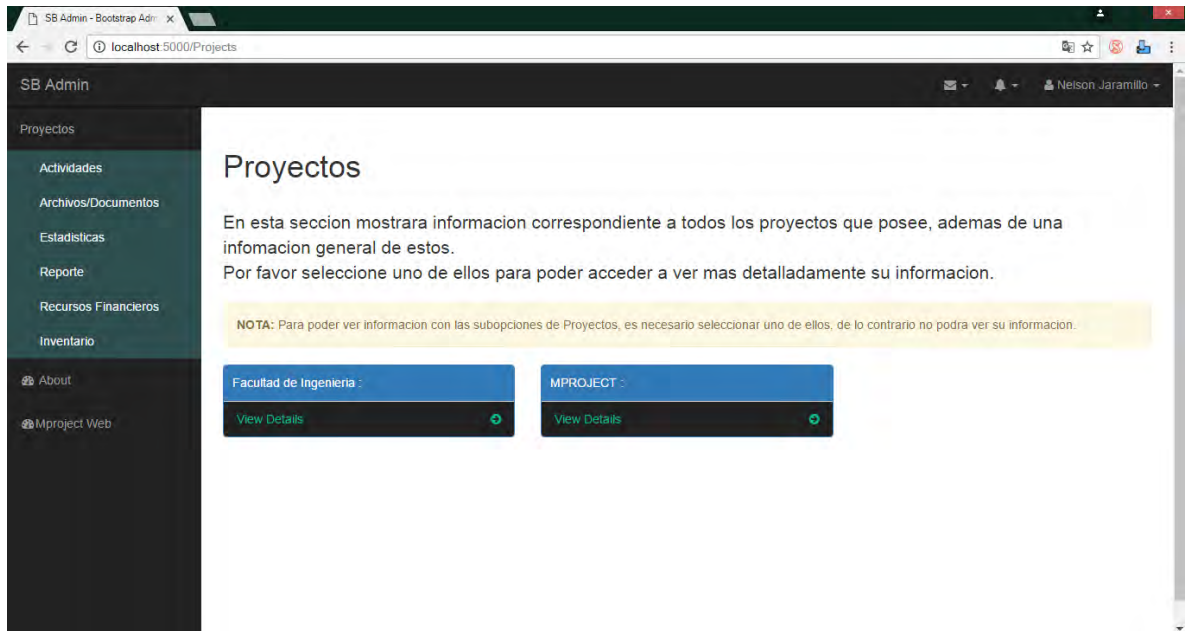 SB Admin - Bootstrap Adm
localhost:5000/Projects
SB Admin
Nelson Jaramillo
Proyectos
Actividades
Archivos/Documentos
Estadisticas
Reporte
Recursos Financieros
Inventario
About
Mproject Web
Proyectos
En esta seccion mostrara informacion correspondiente a todos los proyectos que posee, ademas de una
infomacion general de estos.
Por favor seleccione uno de ellos para poder acceder a ver mas detalladamente su informacion.
NOTA: Para poder ver informacion con las subopciones de Proyectos, es necesario seleccionar uno de ellos, de lo contrario no podra ver su informacion.
Facultad de Ingenieria :
View Details
MPROJECT :
View Details